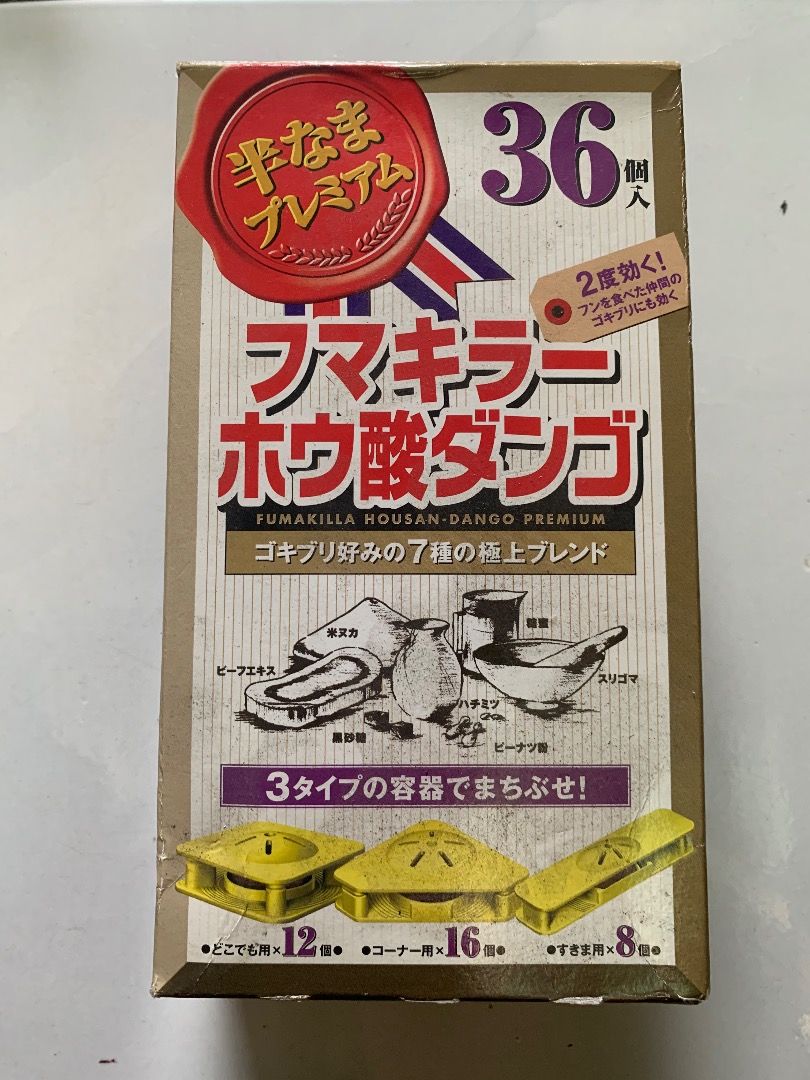 半なま
プレミアム
36個入
2度効く!
フンを食べた仲間の
ゴキブリにも効く
フマキラー
ホウ酸ダンゴ
FUMAKILLA HOUSAN-DANGO PREMIUM
ゴキブリ好みの7種の極上ブレンド
米ヌカ
糖蜜
ビーフエキス
スリゴマ
ハチミツ
黒砂糖
ピーナツ粉
3タイプの容器でまちぶせ!
●どこでも用×12個● ●コーナー用×16個● ●すきま用×8個●